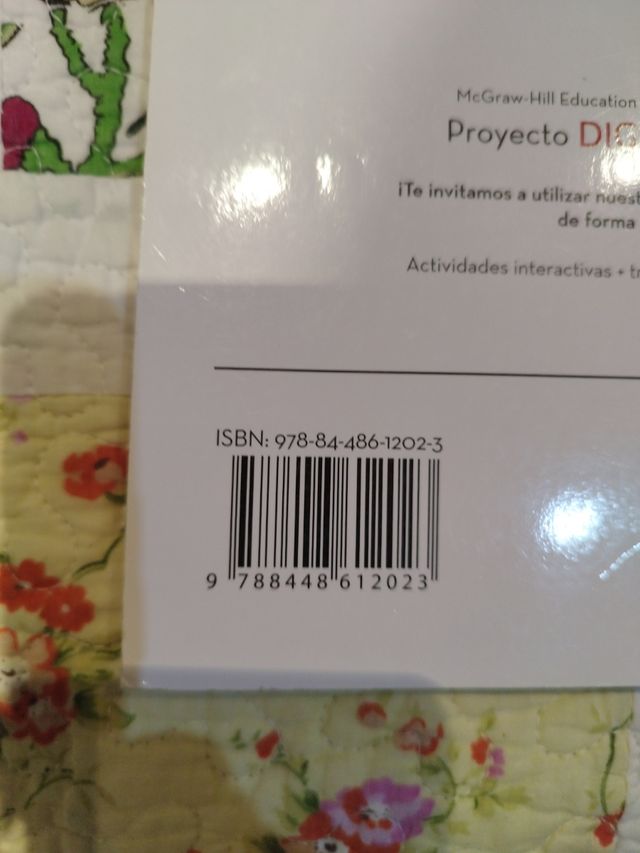 McGraw-Hill Education
Proyecto
¡Te invitamos a utilizar
de forma
Actividades interactivas +
ISBN: 978-84-486-1202-3
9 788448 612023